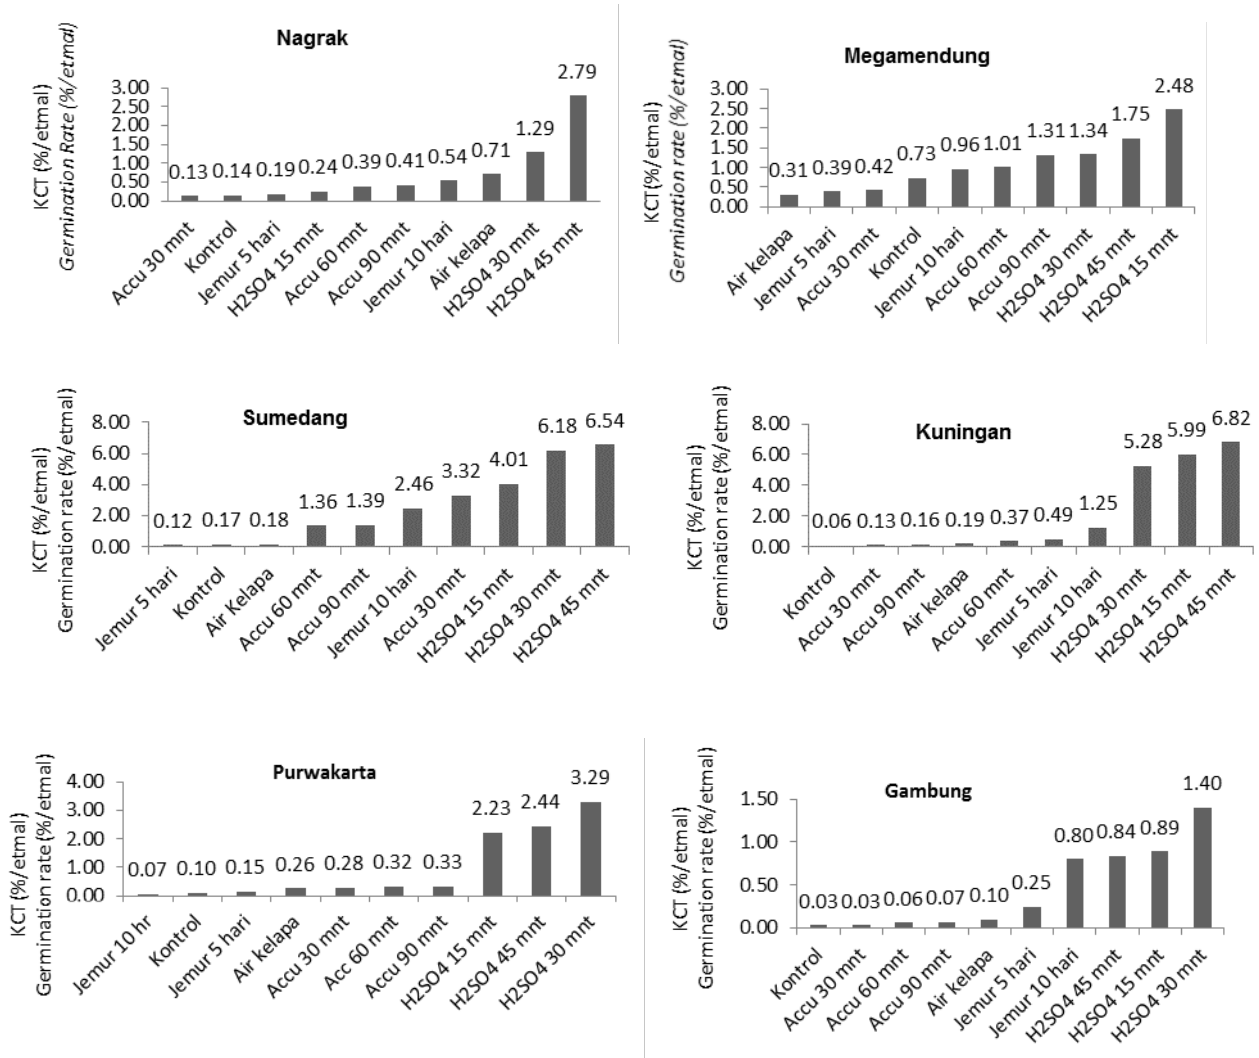 Nagrak
KCT (%/etmal)
Germination Rate (%/etmal)
3.00
2.50
2.00
1.50
1.00
0.50
0.00
0.13 0.14 0.19 0.24 0.39 0.41 0.54 0.71 1.29 2.79
Accu 30 mnt
Kontrol
Jemur 5 hari
H2SO4 15 mnt
Accu 60 mnt
Accu 90 mnt
Jemur 10 hari
Air kelapa
H2SO4 30 mnt
H2SO4 45 mnt
Megamendung
KCT(%/etmal)
Germination rate (%/etmal)
3.00
2.50
2.00
1.50
1.00
0.50
0.00
0.31 0.39 0.42 0.73 0.96 1.01 1.31 1.34 1.75 2.48
Air kelapa
Jemur 5 hari
Accu 30 mnt
Kontrol
Jemur 10 hari
Accu 60 mnt
Accu 90 mnt
H2SO4 30 mnt
H2SO4 45 mnt
H2SO4 15 mnt
Sumedang
KCT (%/etmal)
Germination rate (%/etmal)
8.00
6.00
4.00
2.00
0.00
0.12 0.17 0.18 1.36 1.39 2.46 3.32 4.01 6.18 6.54
Jemur 5 hari
Kontrol
Air Kelapa
Accu 60 mnt
Accu 90 mnt
Jemur 10 hari
Accu 30 mnt
H2SO4 15 mnt
H2SO4 30 mnt
H2SO4 45 mnt
Kuningan
KCT (%/etmal)
Germination rate (%/etmal)
8.00
6.00
4.00
2.00
0.00
0.06 0.13 0.16 0.19 0.37 0.49 1.25 5.28 5.99 6.82
Kontrol
Accu 30 mnt
Accu 90 mnt
Air kelapa
Accu 60 mnt
Jemur 5 hari
Jemur 10 hari
H2SO4 30 mnt
H2SO4 15 mnt
H2SO4 45 mnt
Purwakarta
KCT (%/etmal)
Germination rate (%/etmal)
4.00
3.00
2.00
1.00
0.00
0.07 0.10 0.15 0.26 0.28 0.32 0.33 2.23 2.44 3.29
Jemur 10 hr
Kontrol
Jemur 5 hari
Air kelapa
Accu 30 mnt
Acc 60 mnt
Accu 90 mnt
H2SO4 15 mnt
H2SO4 45 mnt
H2SO4 30 mnt
Gambung
KCT (%/etmal)
Germination rate (%/etmal)
1.50
1.00
0.50
0.00
0.03 0.03 0.06 0.07 0.10 0.25 0.80 0.84 0.89 1.40
Kontrol
Accu 30 mnt
Accu 60 mnt
Accu 90 mnt
Air kelapa
Jemur 5 hari
Jemur 10 hari
H2SO4 45 mnt
H2SO4 15 mnt
H2SO4 30 mnt